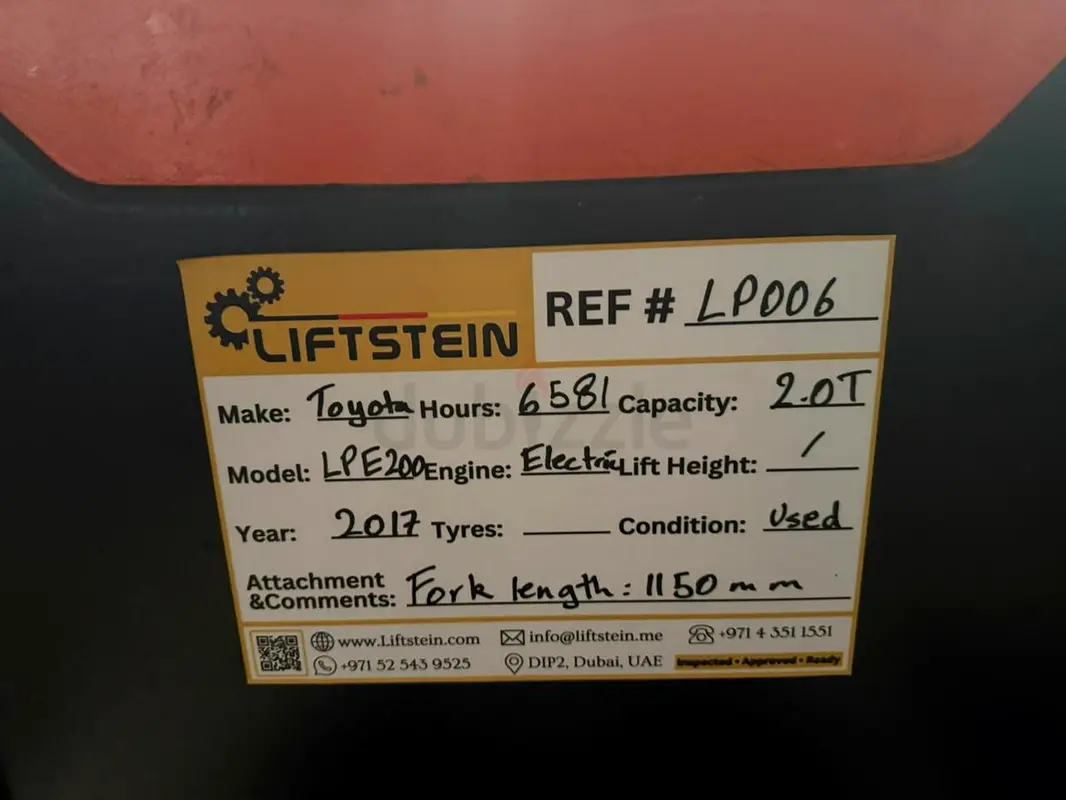 LIFTSTEIN
REF # LP006
Make: Toyota Hours: 6581 Capacity: 2.0T
Model: LPE200 Engine: Electric Lift Height: /
Year: 2017 Tyres: Condition: Used
Attachment
&Comments: Fork length: 1150 mm
www.Liftstein.com info@liftstein.me +971 4 351 1551
+971 52 543 9525 DIP2, Dubai, UAE Inspected • Approved • Ready
dubizzle